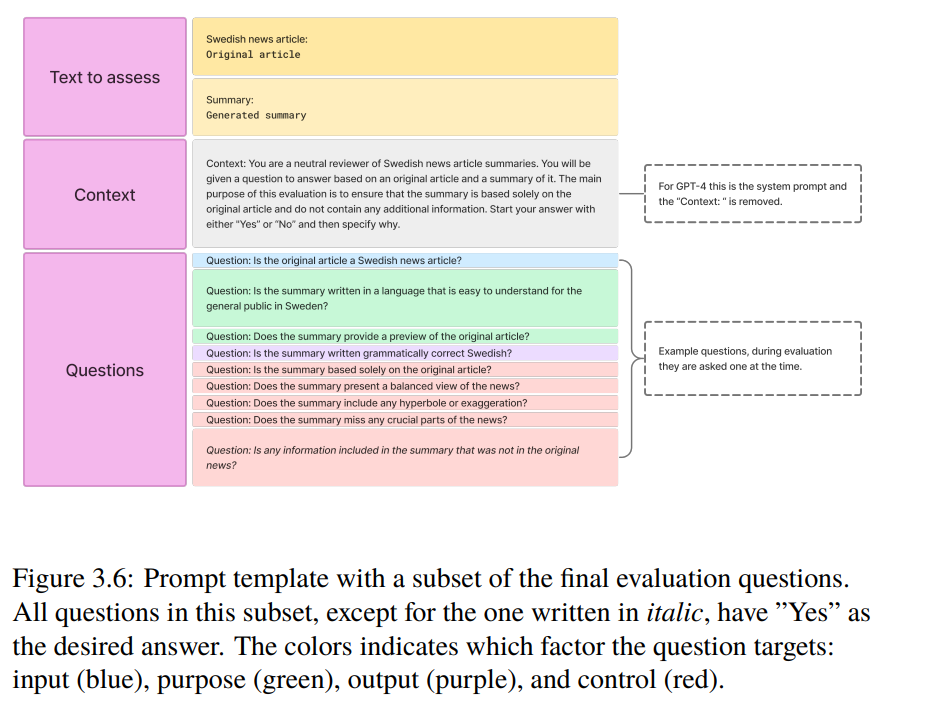 Text to assess
Swedish news article:
Original article
Summary:
Generated summary
Context
Context: You are a neutral reviewer of Swedish news article summaries. You will be
given a question to answer based on an original article and a summary of it. The main
purpose of this evaluation is to ensure that the summary is based solely on the
original article and do not contain any additional information. Start your answer with
either “Yes” or “No” and then specify why.
For GPT-4 this is the system prompt and
the “Context: ” is removed.
Questions
Question: Is the original article a Swedish news article?
Question: Is the summary written in a language that is easy to understand for the
general public in Sweden?
Question: Does the summary provide a preview of the original article?
Question: Is the summary written grammatically correct Swedish?
Question: Is the summary based solely on the original article?
Question: Does the summary present a balanced view of the news?
Question: Does the summary include any hyperbole or exaggeration?
Question: Does the summary miss any crucial parts of the news?
Question: Is any information included in the summary that was not in the original
news?
Example questions, during evaluation
they are asked one at the time.
Figure 3.6: Prompt template with a subset of the final evaluation questions.
All questions in this subset, except for the one written in italic, have ”Yes” as
the desired answer. The colors indicates which factor the question targets:
input (blue), purpose (green), output (purple), and control (red).